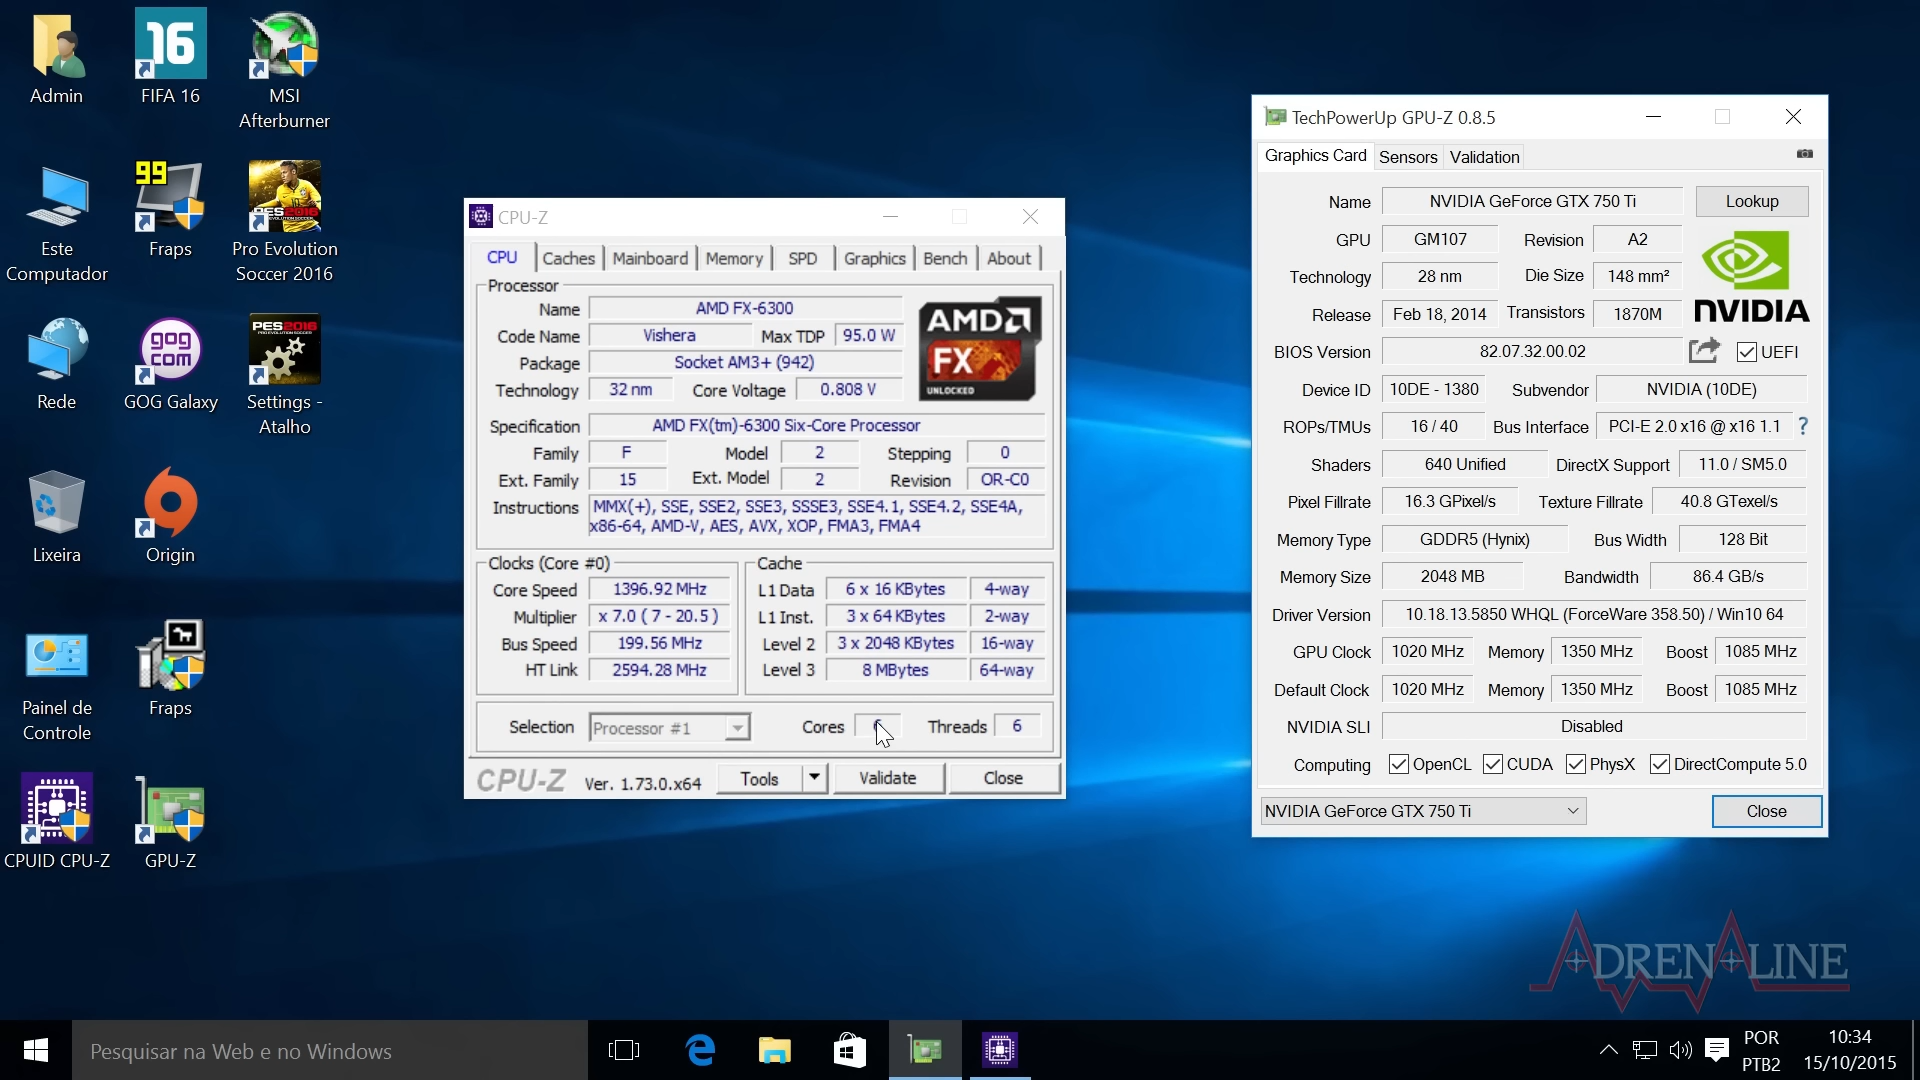 Admin
16
FIFA 16
MSI
Afterburner
Este
Computador
99
Fraps
PES2016
Pro Evolution
Soccer 2016
Rede
gog
com
GOG Galaxy
PES2016
Settings -
Atalho
Lixeira
Origin
Painel de
Controle
Fraps
CPUID CPU-Z
GPU-Z
CPU-Z
CPU Caches Mainboard Memory SPD Graphics Bench About
Processor
Name AMD FX-6300
Code Name Vishera Max TDP 95.0 W
Package Socket AM3+ (942)
Technology 32 nm Core Voltage 0.808 V
AMD
FX
UNLOCKED
Specification AMD FX(tm)-6300 Six-Core Processor
Family F Model 2 Stepping 0
Ext. Family 15 Ext. Model 2 Revision OR-C0
Instructions MMX(+), SSE, SSE2, SSE3, SSSE3, SSE4.1, SSE4.2, SSE4A,
x86-64, AMD-V, AES, AVX, XOP, FMA3, FMA4
Clocks (Core #0)
Core Speed 1396.92 MHz
Multiplier x 7.0 ( 7 - 20.5 )
Bus Speed 199.56 MHz
HT Link 2594.28 MHz
Cache
L1 Data 6 x 16 KBytes 4-way
L1 Inst. 3 x 64 KBytes 2-way
Level 2 3 x 2048 KBytes 16-way
Level 3 8 MBytes 64-way
Selection Processor #1 Cores 6 Threads 6
CPU-Z Ver. 1.73.0.x64 Tools Validate Close
TechPowerUp GPU-Z 0.8.5
Graphics Card Sensors Validation
Name NVIDIA GeForce GTX 750 Ti Lookup
GPU GM107 Revision A2
Technology 28 nm Die Size 148 mm²
Release Feb 18, 2014 Transistors 1870M
NVIDIA
BIOS Version 82.07.32.00.02 UEFI
Device ID 10DE - 1380 Subvendor NVIDIA (10DE)
ROPs/TMUs 16 / 40 Bus Interface PCI-E 2.0 x16 @ x16 1.1 ?
Shaders 640 Unified DirectX Support 11.0 / SM5.0
Pixel Fillrate 16.3 GPixel/s Texture Fillrate 40.8 GTexel/s
Memory Type GDDR5 (Hynix) Bus Width 128 Bit
Memory Size 2048 MB Bandwidth 86.4 GB/s
Driver Version 10.18.13.5850 WHQL (ForceWare 358.50) / Win10 64
GPU Clock 1020 MHz Memory 1350 MHz Boost 1085 MHz
Default Clock 1020 MHz Memory 1350 MHz Boost 1085 MHz
NVIDIA SLI Disabled
Computing OpenCL CUDA PhysX DirectCompute 5.0
NVIDIA GeForce GTX 750 Ti Close
ADRENALINE
Pesquisar na Web e no Windows
POR
PTB2
10:34
15/10/2015